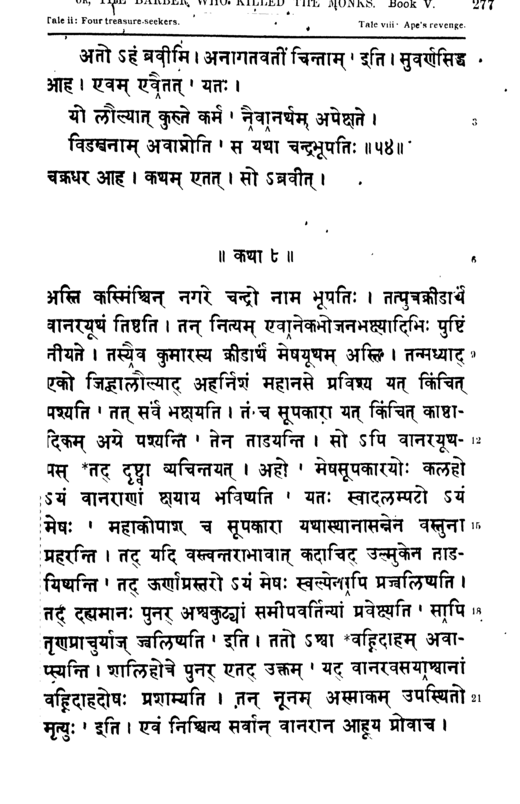 OR, THE BARBER WHO KILLED THE MONKS. Book V. 277
Tale ii: Four treasure-seekers. Tale viii: Ape's revenge.
अतो ऽहं ब्रवीमि । अनागतवतीं चिन्ताम् ' इति । सुवर्णसिद्ध
आह । एवम् एवैतत् ' यतः ।
यो लौल्यात् कुरुते कर्म ' नैवानर्थम् अपेक्षते । 3
विडम्बनाम् अवाप्नोति ' स यथा चन्द्रभूपतिः ॥५४॥
चक्रधर आह । कथम् एतत् । सो ऽब्रवीत् ।
॥ कथा ८ ॥ 6
अस्ति कस्मिंश्चिन् नगरे चन्द्रो नाम भूपतिः । तत्पुत्रक्रीडार्थं
वानरयूथं तिष्ठति । तन् नित्यम् एवानेकभोजनभक्ष्यादिभिः पुष्टिं
नीयते । तस्यैव कुमारस्य क्रीडार्थं मेषयूथम् अस्ति । तन्मध्याद् 9
एको जिह्वालौल्याद् अहर्निशं महानसे प्रविश्य यत् किंचित्
पश्यति ' तत् सर्वं भक्षयति । तं च सूपकारा यत् किंचित् काष्ठा-
दिकम् अग्रे पश्यन्ति ' तेन ताडयन्ति । सो ऽपि वानरयूथ- 12
पस् *तद् दृष्ट्वा व्यचिन्तयत् । अहो ' मेषसूपकारयोः कलहो
ऽयं वानराणां क्षयाय भविष्यति ' यतः स्वादलम्पटो ऽयं
मेषः ' महाकोपाश् च सूपकारा यथास्थानासन्नेन वस्तुना 15
प्रहरन्ति । तद् यदि वस्त्वन्तराभावात् कदाचिद् उल्मुकेन ताड-
यिष्यन्ति ' तद् ऊर्णाप्रस्तरो ऽयं मेषः स्वल्पेनापि प्रज्वलिष्यति ।
तद् दह्यमानः पुनर् अश्वकुट्यां समीपवर्तिन्यां प्रवेक्ष्यति ' सापि 18
तृणप्राचुर्याज् ज्वलिष्यति ' इति । ततो ऽश्वा *वह्निदाहम् अवा-
प्स्यन्ति । शालिहोत्रे पुनर् एतद् उक्तम् ' यद् वानरवसयाश्वानां
वह्निदाहदोषः प्रशाम्यति । तन् नूनम् अस्माकम् उपस्थितो 21
मृत्युः ' इति । एवं निश्चित्य सर्वान् वानरान् आहूय प्रोवाच ।